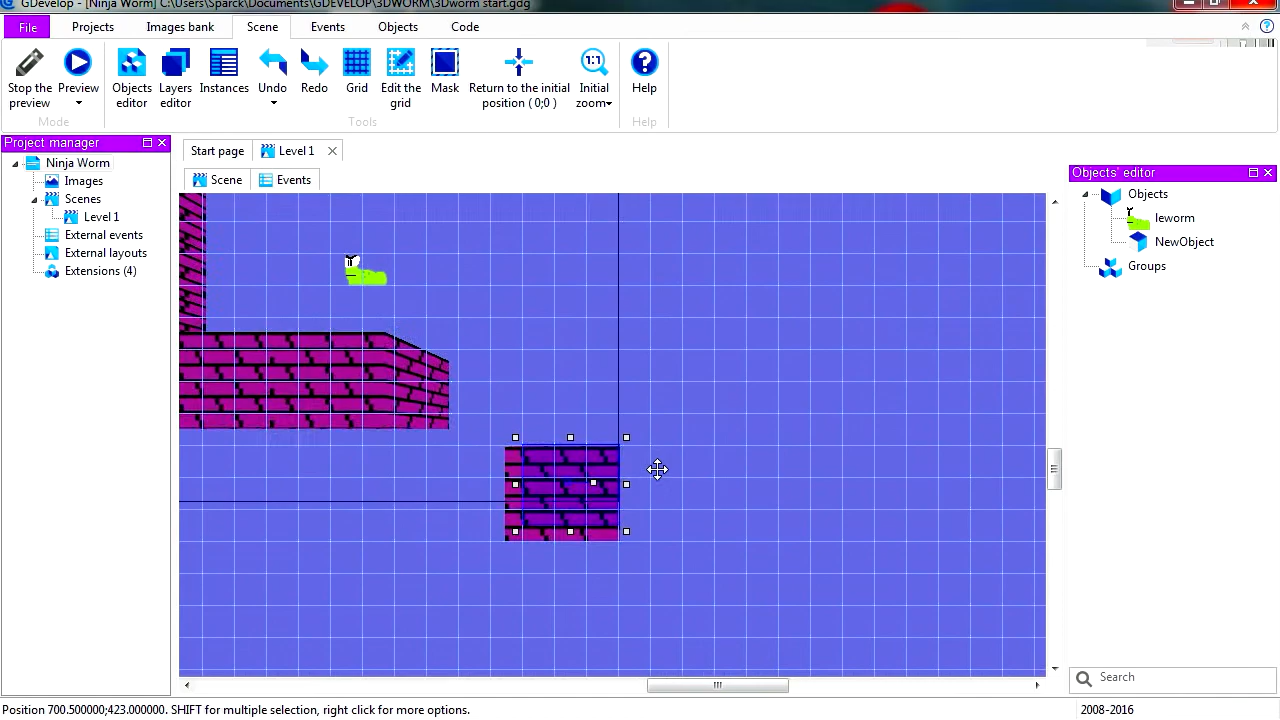 GDevelop - [Ninja Worm] C:\Users\Sparck\Documents\GDEVELOP\3DWORM\3Dworm start.gdg
File Projects Images bank Scene Events Objects Code
Stop the preview
Preview
Objects editor
Layers editor
Instances
Undo
Redo
Grid
Edit the grid
Mask
Return to the initial position ( 0;0 )
1:1
Initial zoom
Help
Mode Tools Help
Project manager
Ninja Worm
Images
Scenes
Level 1
External events
External layouts
Extensions (4)
Start page Level 1
Scene Events
Objects' editor
Objects
leworm
NewObject
Groups
Search
Position 700.500000;423.000000. SHIFT for multiple selection, right click for more options.
2008-2016